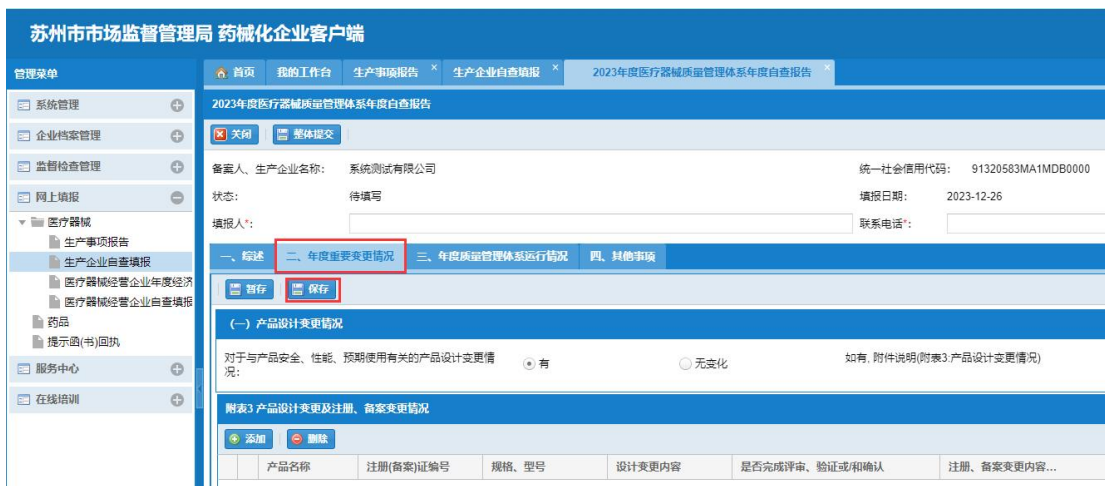 苏州市市场监督管理局 药械化企业客户端
管理菜单
首页 我的工作台 生产事项报告 × 生产企业自查填报 × 2023年度医疗器械质量管理体系年度自查报告 ×
系统管理
企业档案管理
监督检查管理
网上填报
医疗器械
生产事项报告
生产企业自查填报
医疗器械经营企业年度经济
医疗器械经营企业自查填报
药品
提示函(书)回执
服务中心
在线培训
2023年度医疗器械质量管理体系年度自查报告
关闭 整体提交
备案人、生产企业名称: 系统测试有限公司 统一社会信用代码: 91320583MA1MDB0000
状态: 待填写 填报日期: 2023-12-26
填报人*: 联系电话*:
一、综述 二、年度重要变更情况 三、年度质量管理体系运行情况 四、其他事项
暂存 保存
(一) 产品设计变更情况
对于与产品安全、性能、预期使用有关的产品设计变更情 有 无变化 如有, 附件说明(附表3:产品设计变更情况)
况:
附表3 产品设计变更及注册、备案变更情况
添加 删除
产品名称 注册(备案)证编号 规格、型号 设计变更内容 是否完成评审、验证或/和确认 注册、备案变更内容...